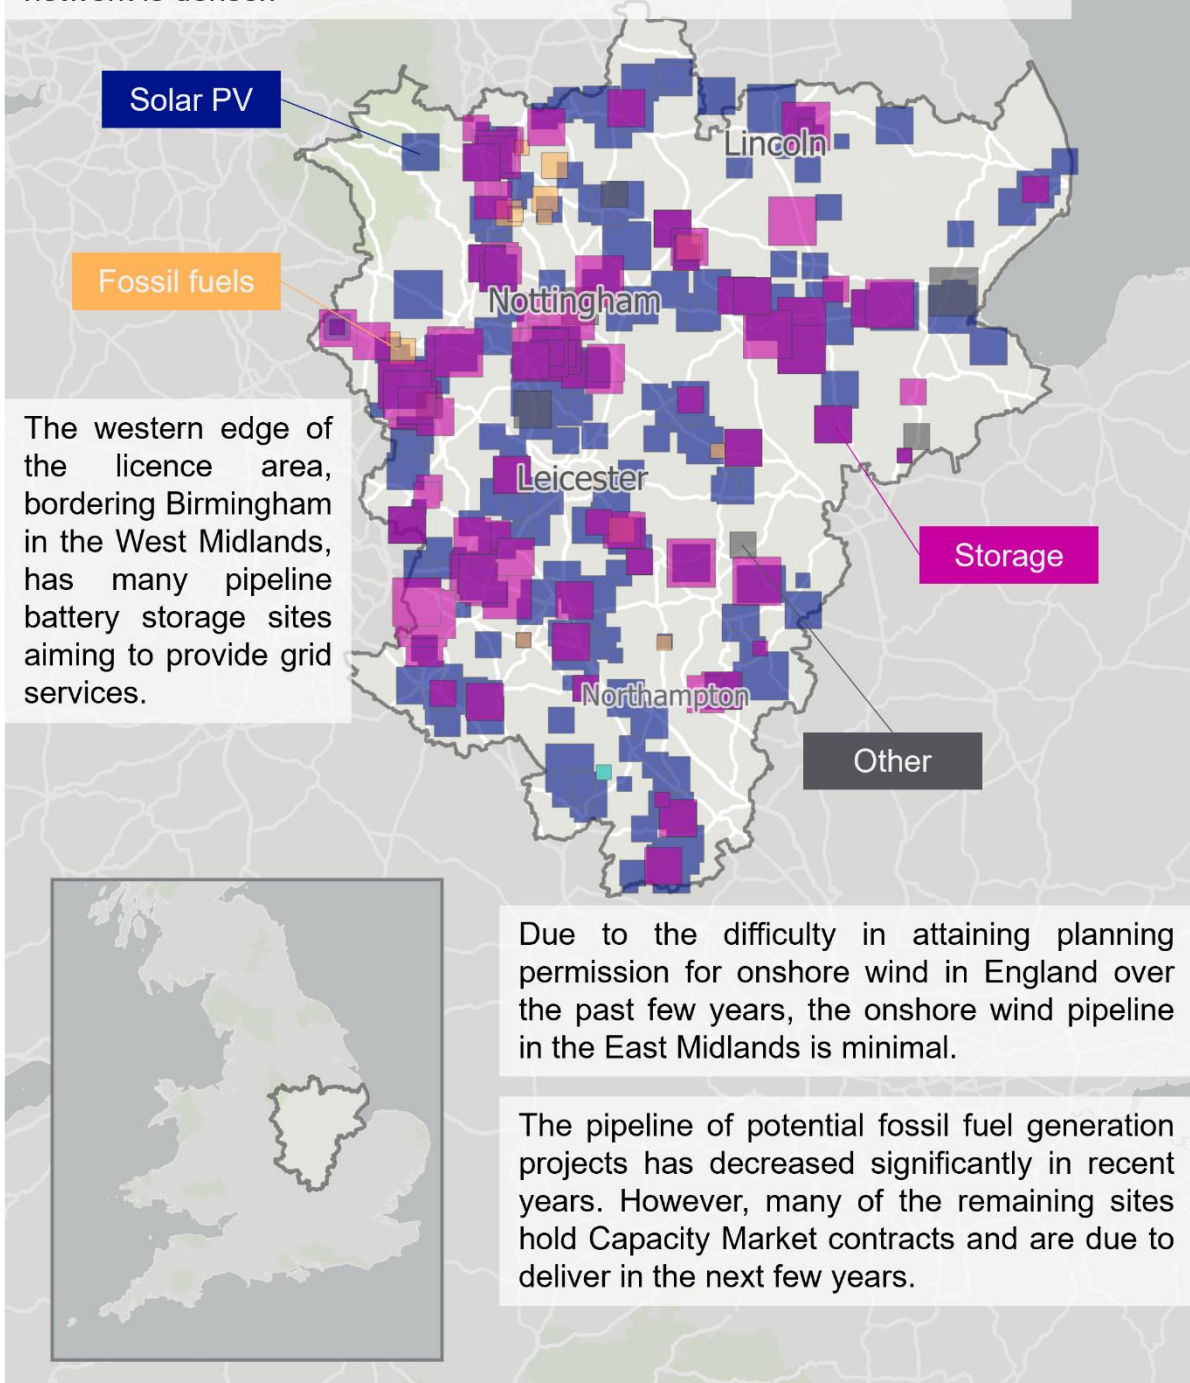 Solar PV
Lincoln
Fossil fuels
Nottingham
The western edge of
the licence area,
bordering Birmingham
in the West Midlands,
has many pipeline
battery storage sites
aiming to provide grid
services.
Leicester
Storage
Northampton
Other
Due to the difficulty in attaining planning
permission for onshore wind in England over
the past few years, the onshore wind pipeline
in the East Midlands is minimal.
The pipeline of potential fossil fuel generation
projects has decreased significantly in recent
years. However, many of the remaining sites
hold Capacity Market contracts and are due to
deliver in the next few years.